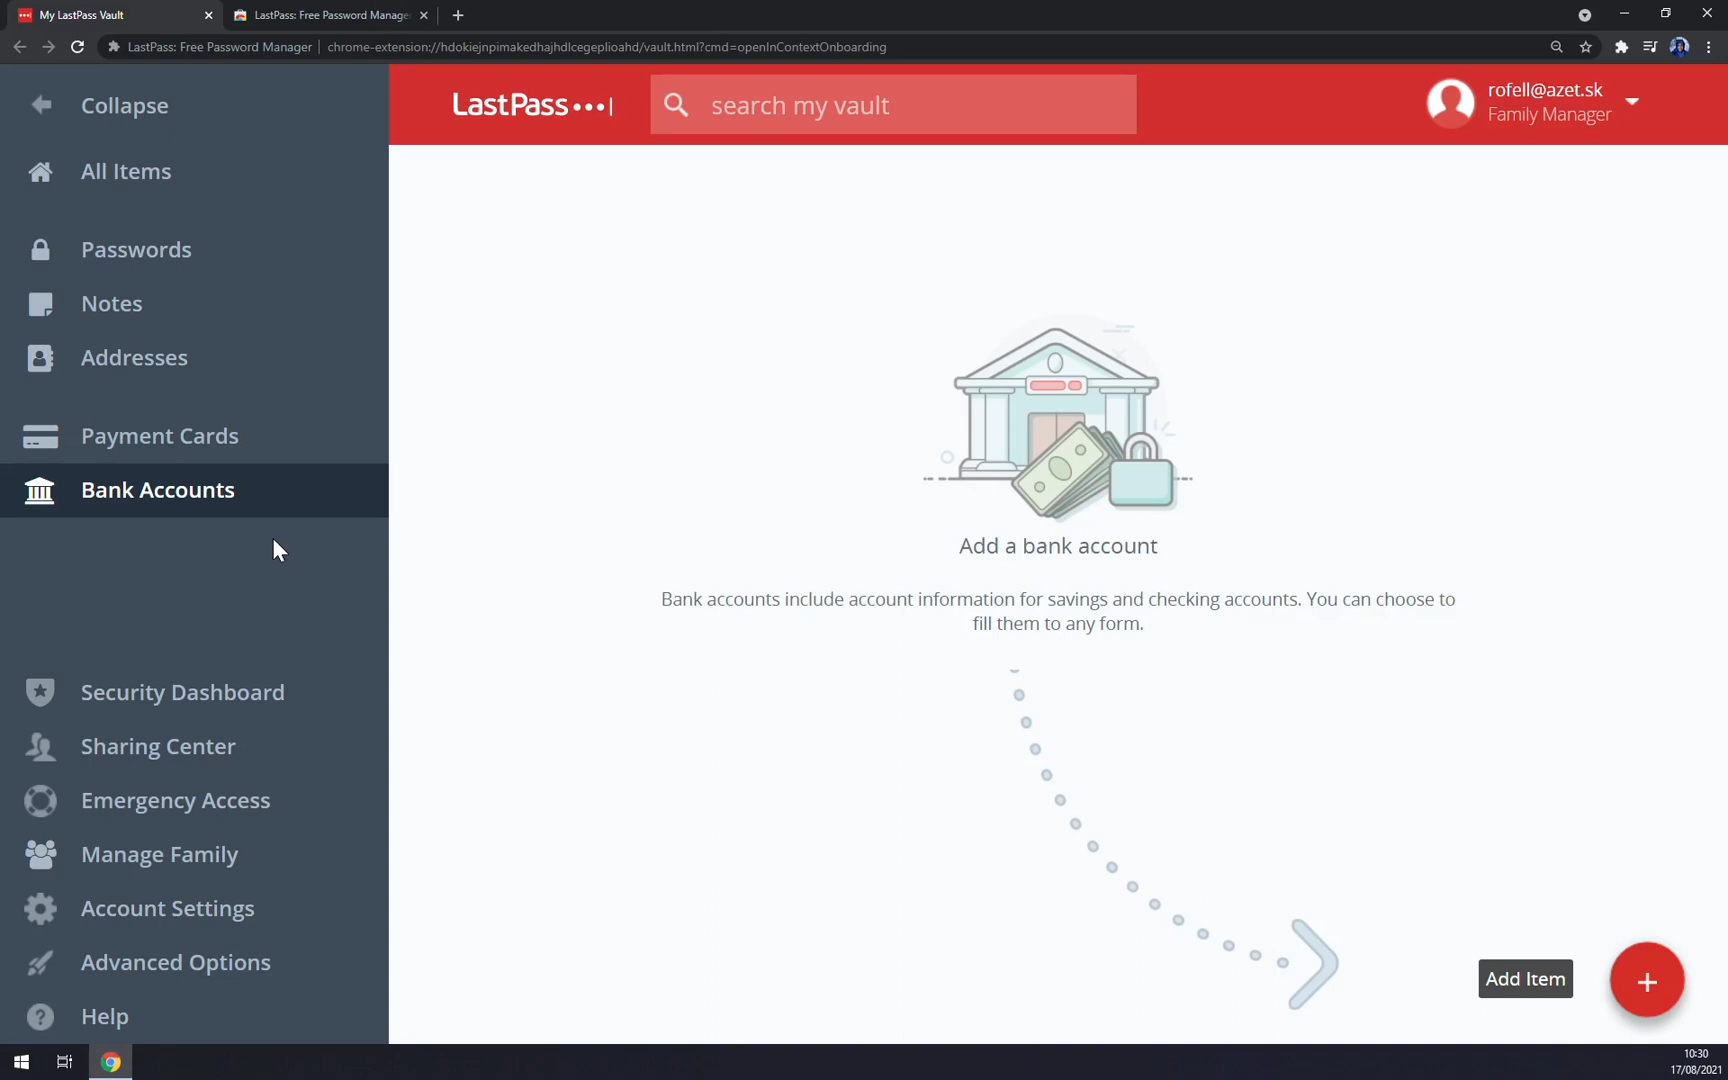 My LastPass Vault
LastPass: Free Password Manage
LastPass: Free Password Manager | chrome-extension://hdokiejnpimakedhajhdlcegeplioahd/vault.html?cmd=openInContextOnboarding
Collapse
LastPass•••|
search my vault
rofell@azet.sk
Family Manager
All Items
Passwords
Notes
Addresses
Payment Cards
Bank Accounts
Add a bank account
Bank accounts include account information for savings and checking accounts. You can choose to
fill them to any form.
Security Dashboard
Sharing Center
Emergency Access
Manage Family
Account Settings
Advanced Options
Add Item
Help
10:30
17/08/2021